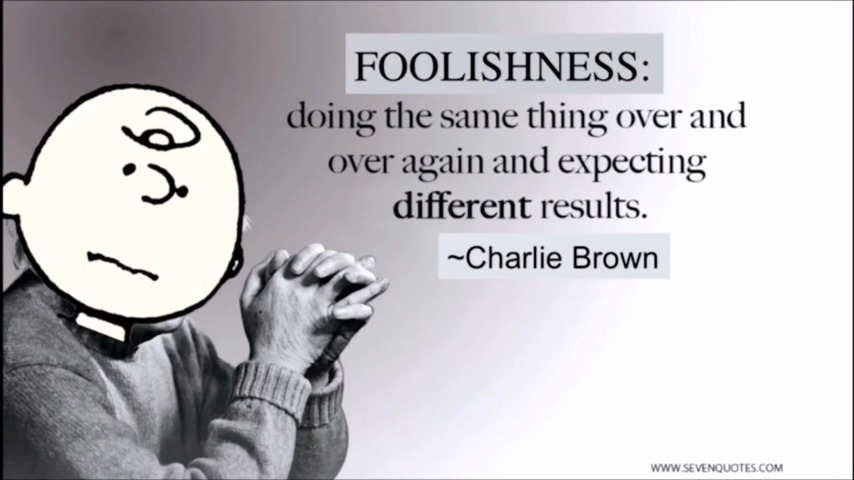 FOOLISHNESS:
doing the same thing over and
over again and expecting
different results.
~Charlie Brown
WWW.SEVENQUOTES.COM